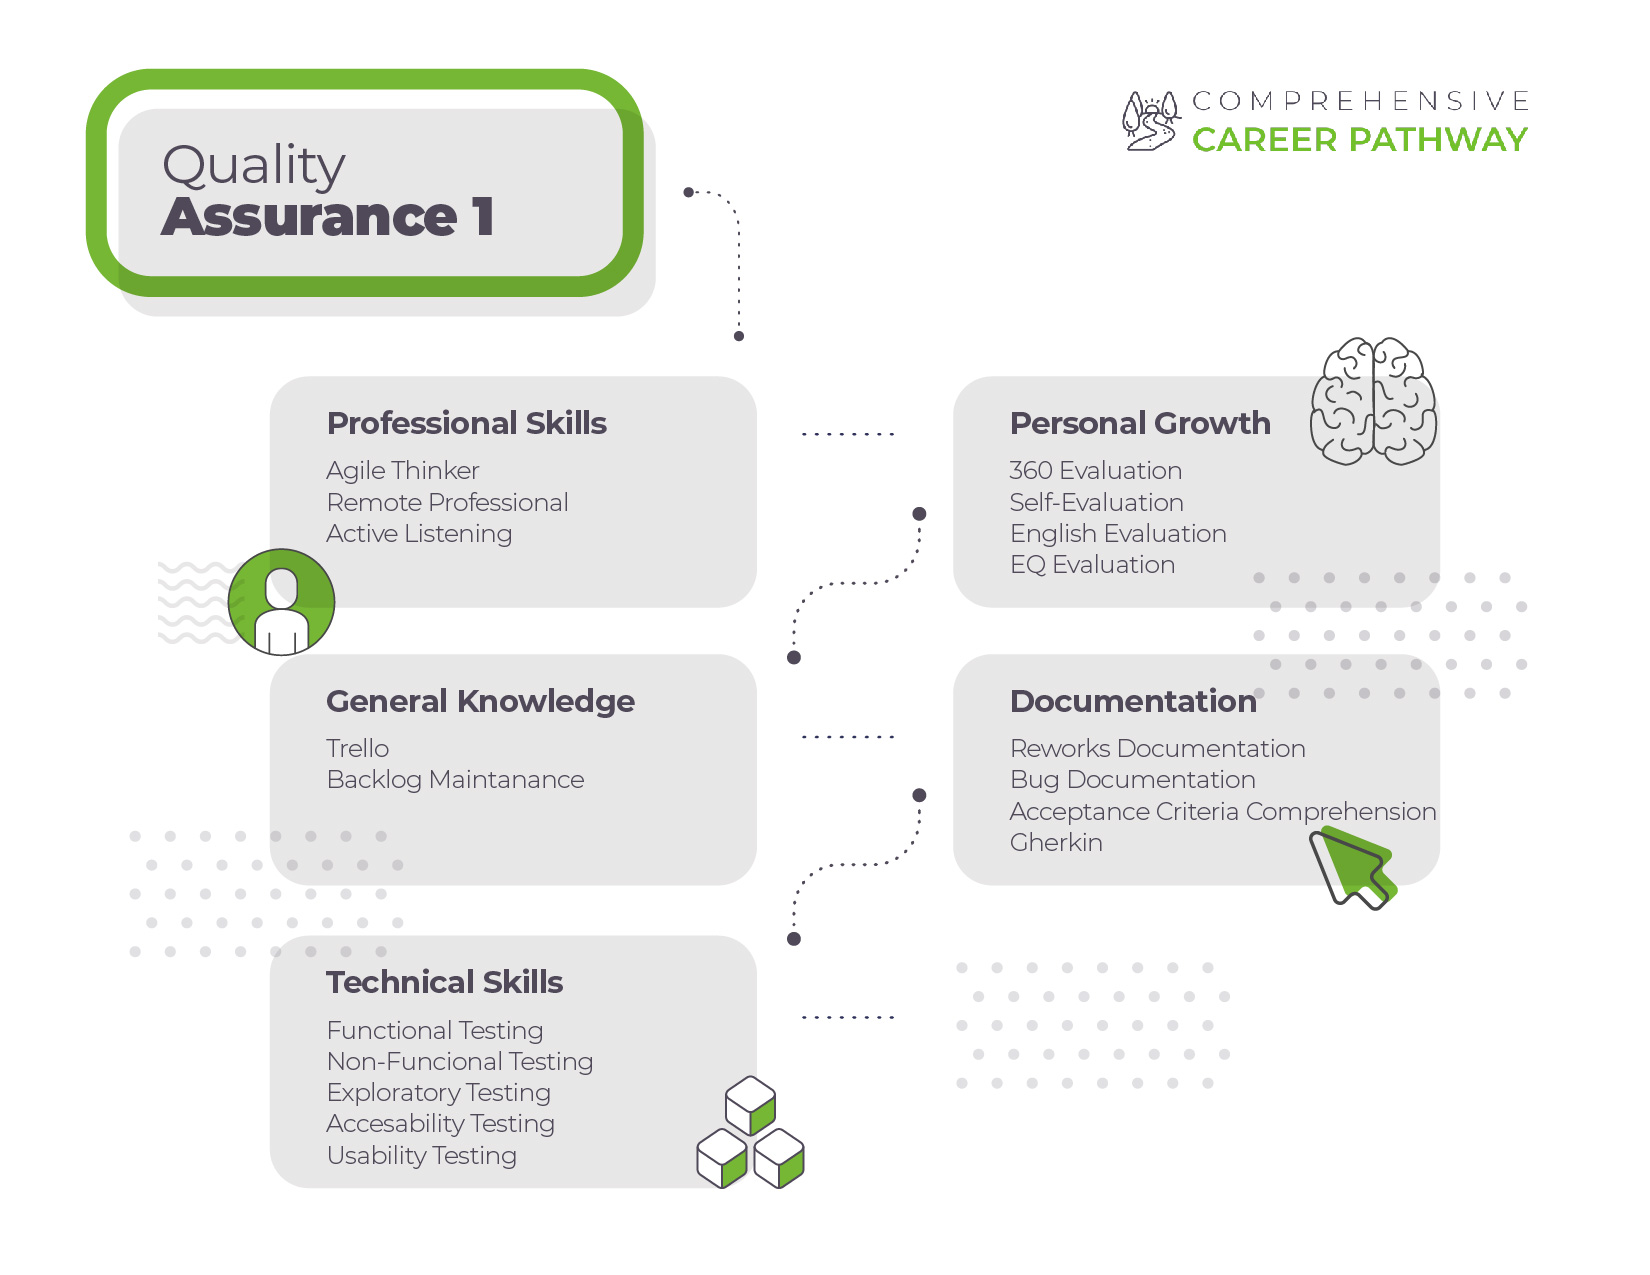 Quality
Assurance 1
COMPREHENSIVE
CAREER PATHWAY
Professional Skills
Agile Thinker
Remote Professional
Active Listening
Personal Growth
360 Evaluation
Self-Evaluation
English Evaluation
EQ Evaluation
General Knowledge
Trello
Backlog Maintanance
Documentation
Reworks Documentation
Bug Documentation
Acceptance Criteria Comprehension
Gherkin
Technical Skills
Functional Testing
Non-Funcional Testing
Exploratory Testing
Accesability Testing
Usability Testing